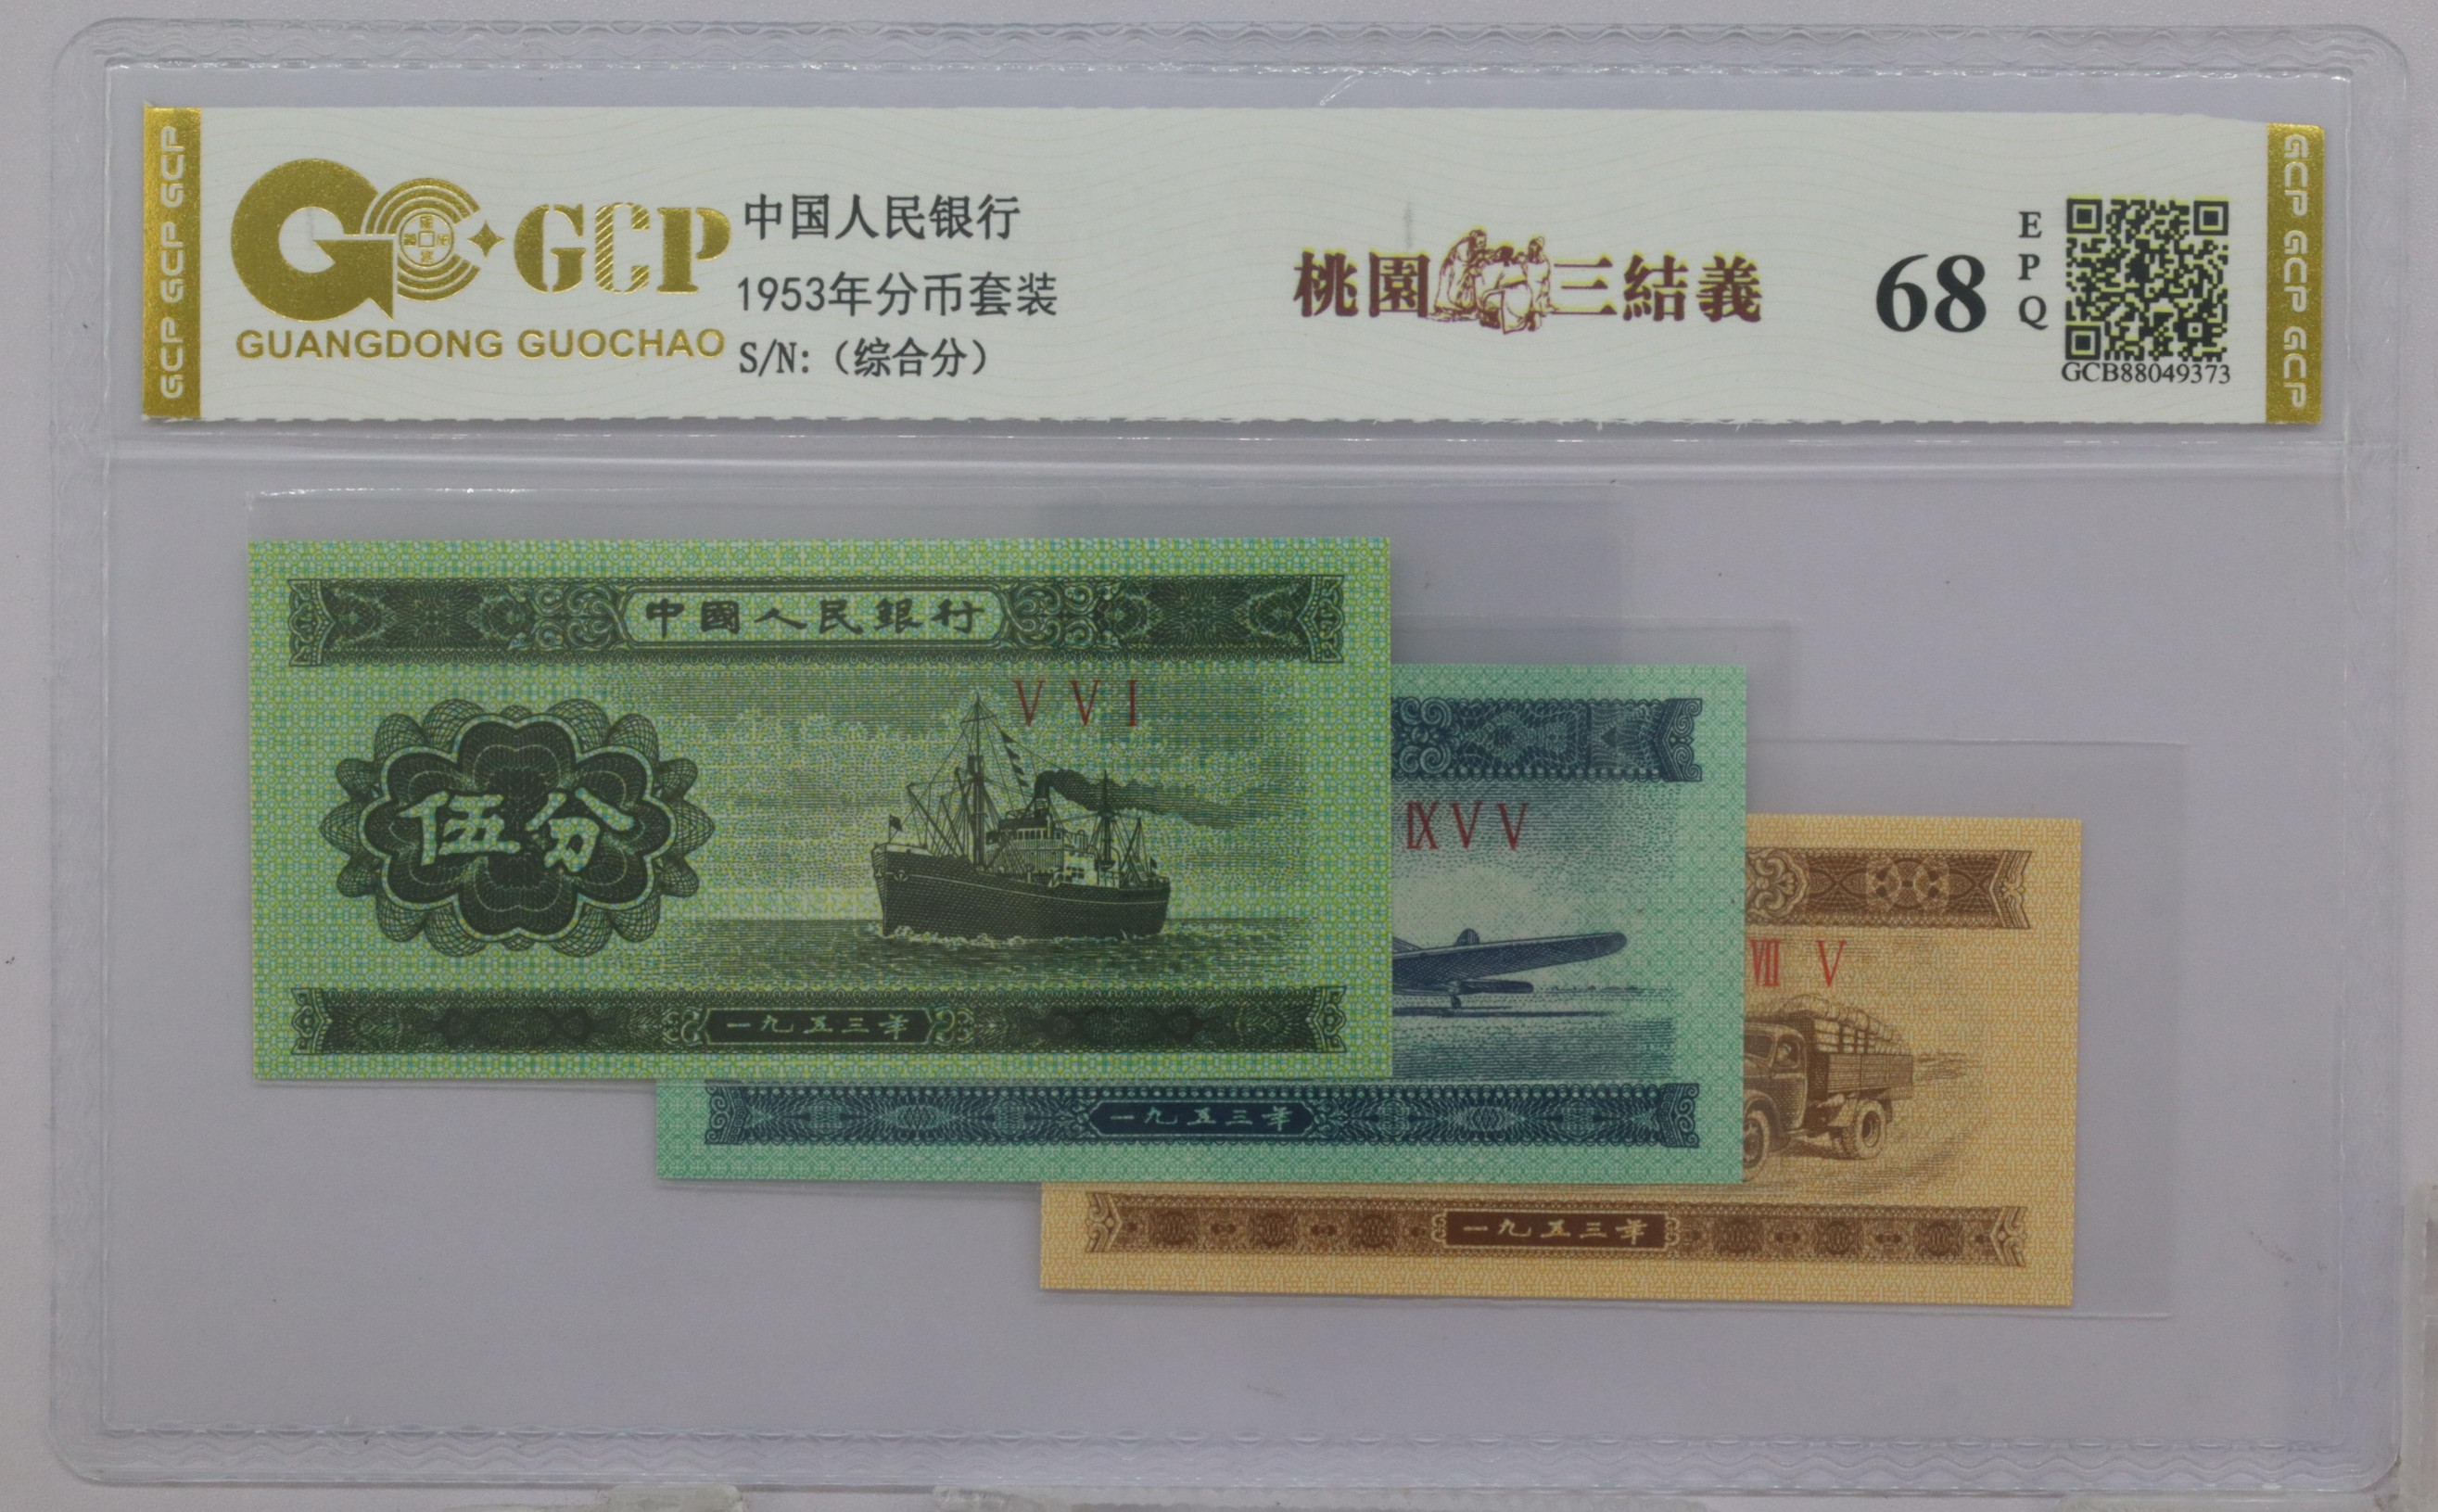 GCP GCP GCP
GCP
GUANGDONG GUOCHAO
中国人民银行
1953年分币套装
S/N:（综合分）
桃園三結義
68
EPQ
GCB88049373
GCP GCP GCP
中國人民銀行
V V I
伍分
一九五三年
IX V V
一九五三年
VII V
一九五三年